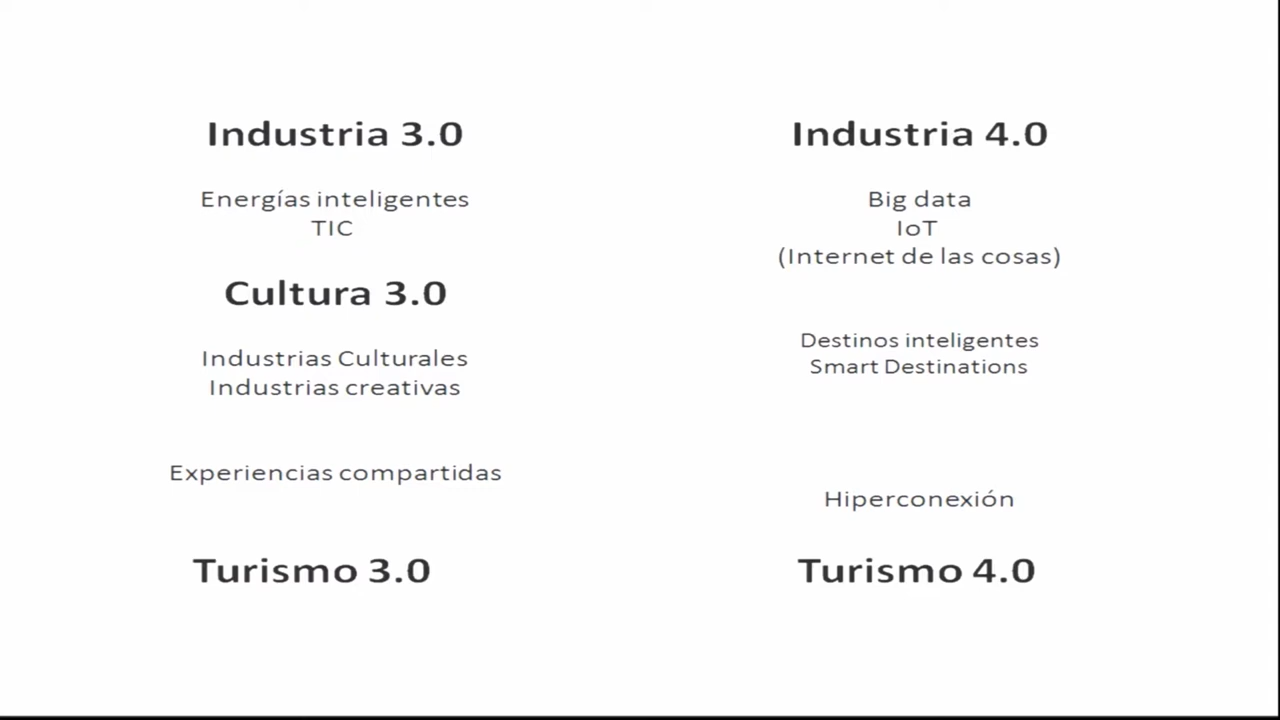 Industria 3.0
Energías inteligentes
TIC
Cultura 3.0
Industrias Culturales
Industrias creativas
Experiencias compartidas
Turismo 3.0
Industria 4.0
Big data
IoT
(Internet de las cosas)
Destinos inteligentes
Smart Destinations
Hiperconexión
Turismo 4.0